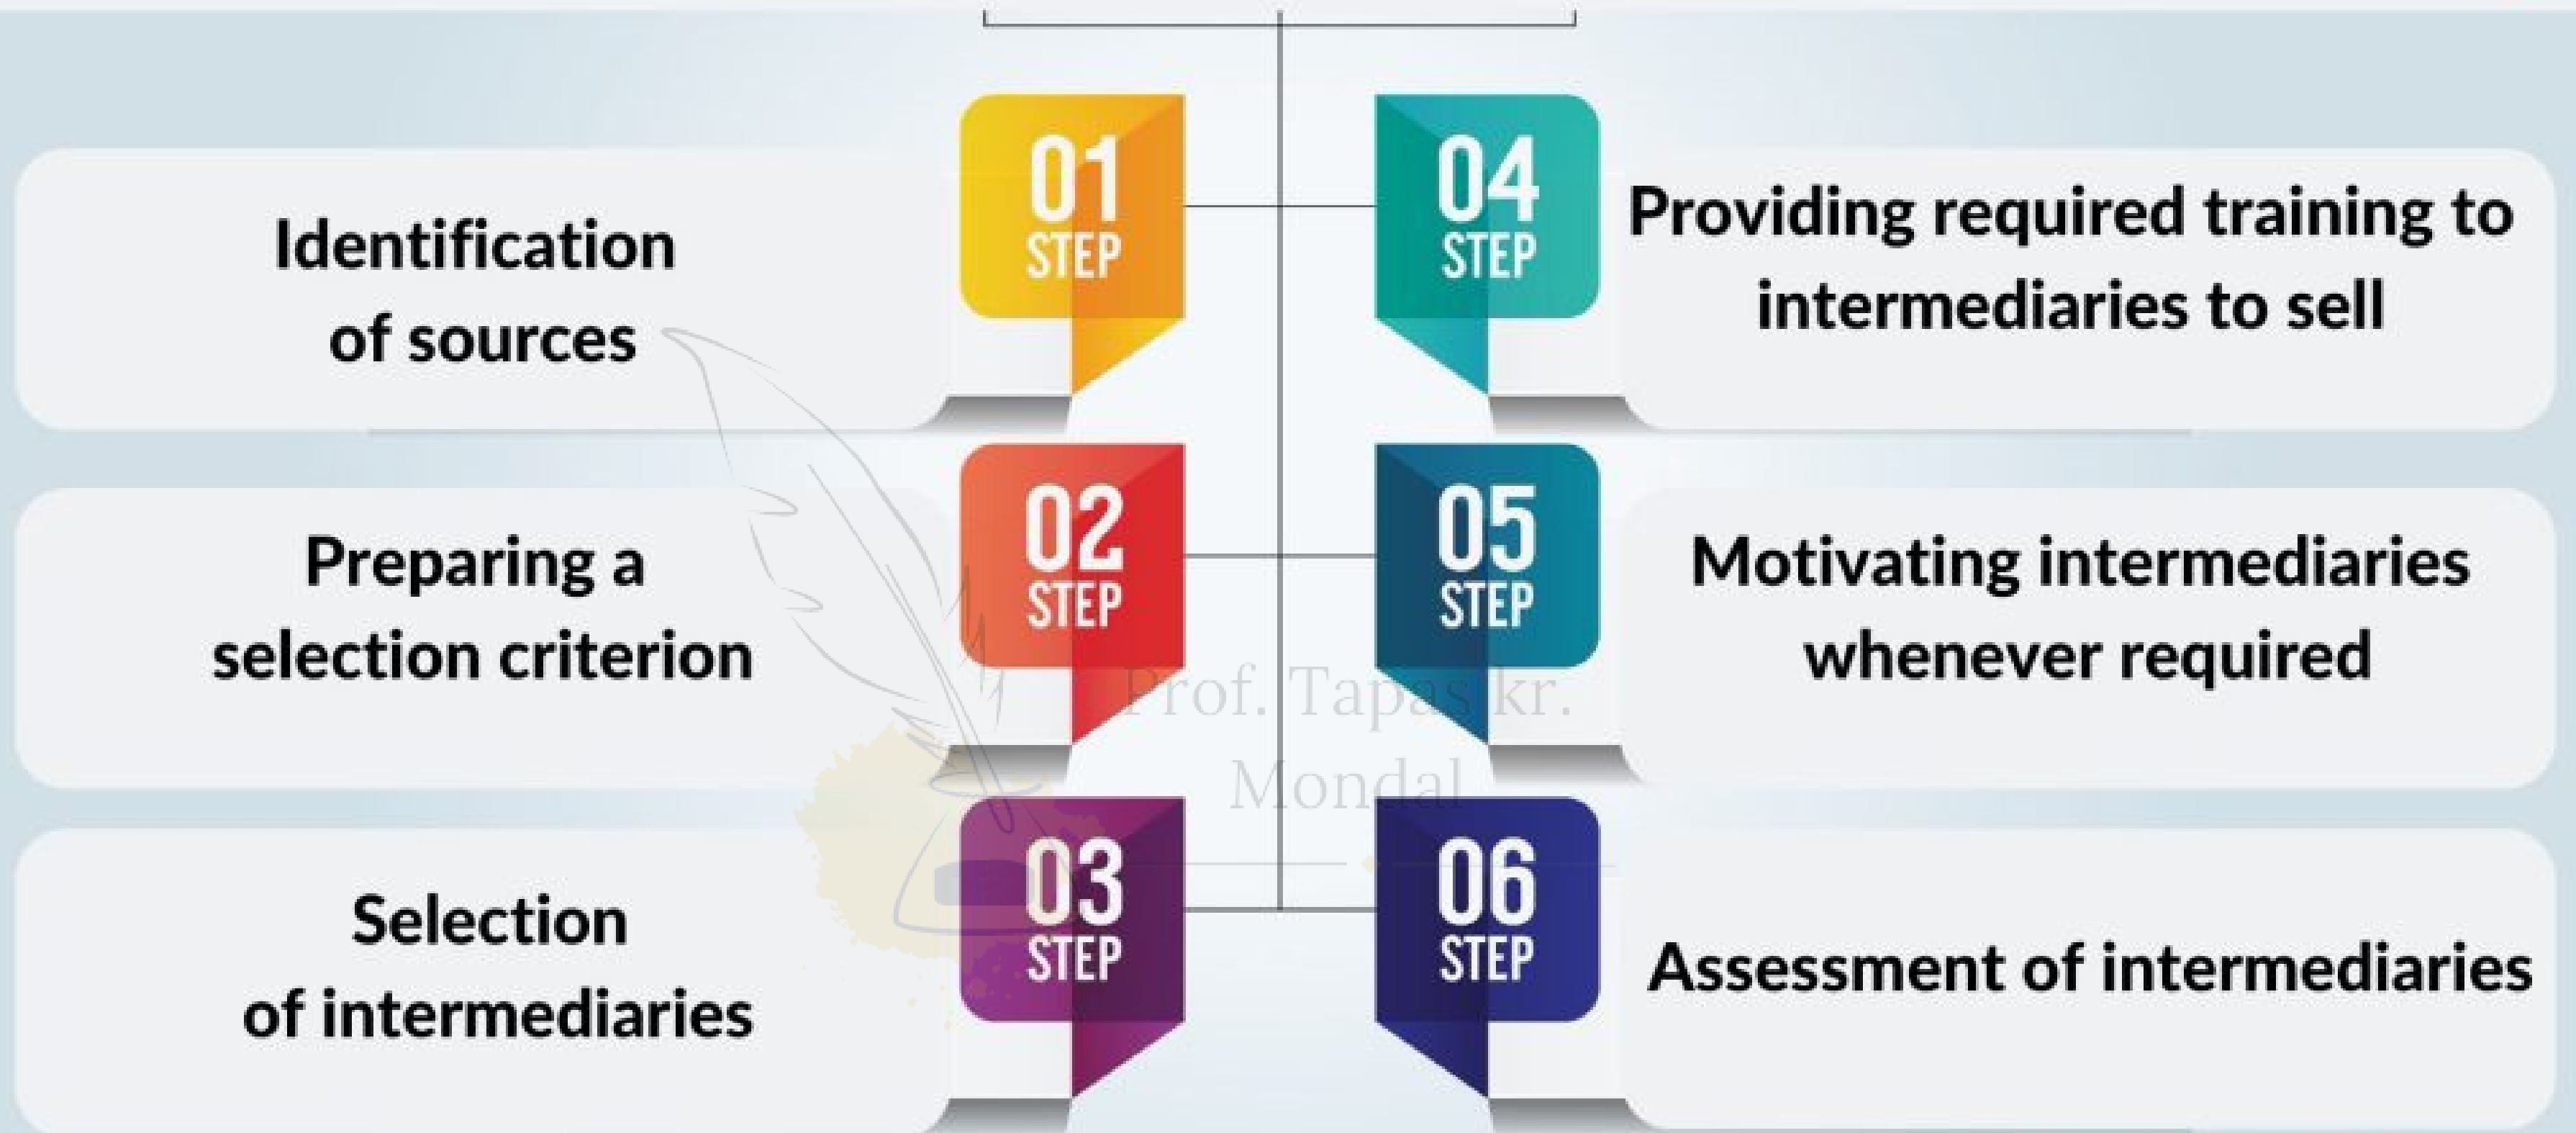 01
STEP
Identification
of sources
02
STEP
Preparing a
selection criterion
03
STEP
Selection
of intermediaries
04
STEP
Providing required training to
intermediaries to sell
05
STEP
Motivating intermediaries
whenever required
06
STEP
Assessment of intermediaries
Prof. Tapas kr.
Mondal